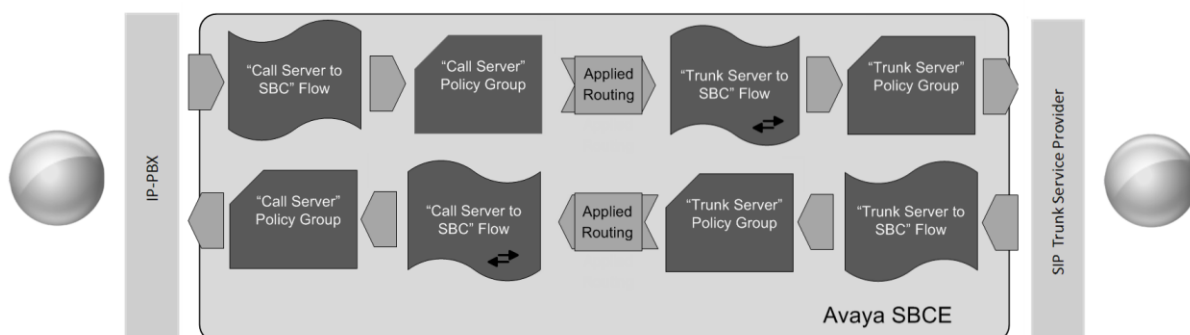 IP-PBX
“Call Server to
SBC” Flow
“Call Server”
Policy Group
Applied
Routing
“Trunk Server to
SBC” Flow
“Trunk Server”
Policy Group
“Call Server”
Policy Group
“Call Server to
SBC” Flow
Applied
Routing
“Trunk Server”
Policy Group
“Trunk Server to
SBC” Flow
Avaya SBCE
SIP Trunk Service Provider